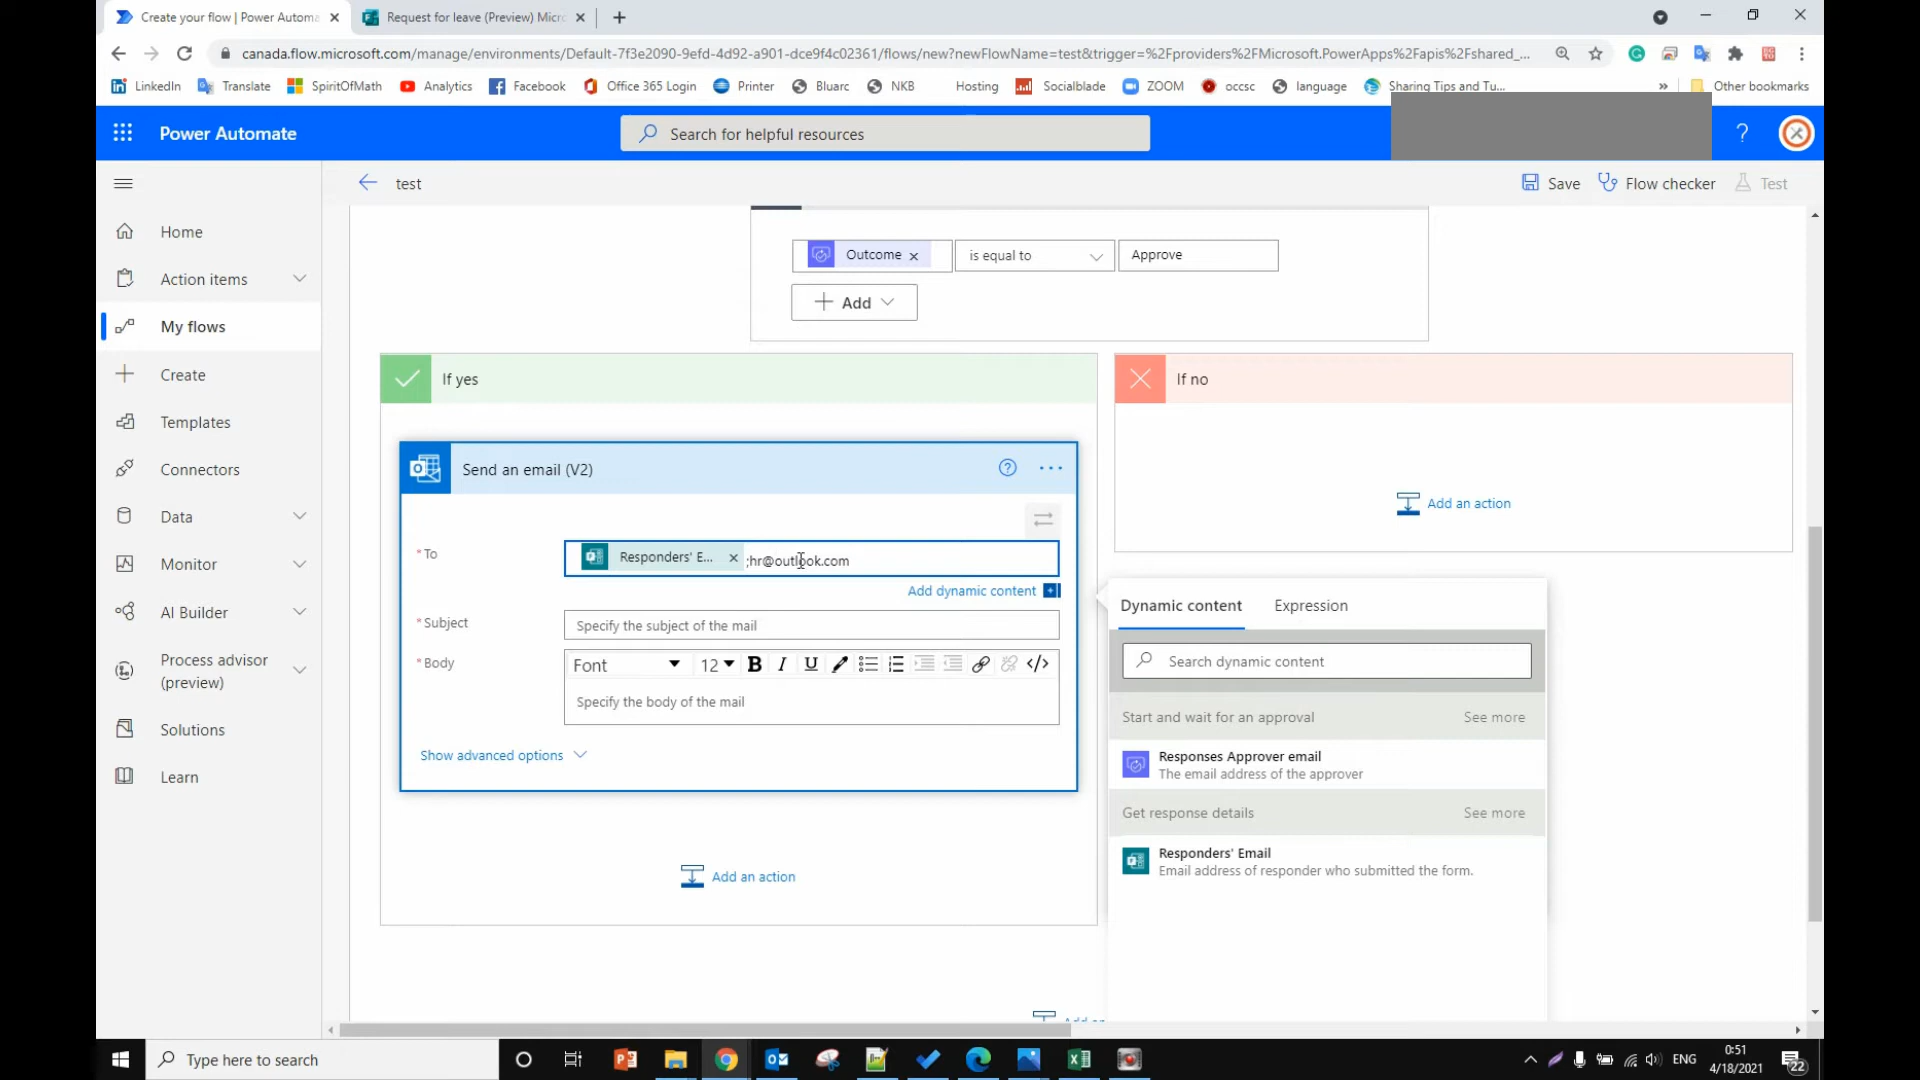 Create your flow | Power Automa
Request for leave (Preview) Micr
canada.flow.microsoft.com/manage/environments/Default-7f3e2090-9efd-4d92-a901-dce9f4c02361/flows/new?newFlowName=test&trigger=%2Fproviders%2FMicrosoft.PowerApps%2Fapis%2Fshared_...
LinkedIn Translate SpiritOfMath Analytics Facebook Office 365 Login Printer Bluarc NKB Hosting Socialblade ZOOM occsc language Sharing Tips and Tu... » Other bookmarks
Power Automate
Search for helpful resources
?
test
Save
Flow checker
Test
Home
Action items
My flows
Create
Templates
Connectors
Data
Monitor
AI Builder
Process advisor
(preview)
Solutions
Learn
Outcome ×
is equal to
Approve
+ Add
If yes
If no
Add an action
Send an email (V2)
* To
Responders' E... × ;hr@outlook.com
Add dynamic content
* Subject
Specify the subject of the mail
* Body
Font 12 B I U </>
Specify the body of the mail
Show advanced options
Add an action
Dynamic content
Expression
Search dynamic content
Start and wait for an approval See more
Responses Approver email
The email address of the approver
Get response details See more
Responders' Email
Email address of responder who submitted the form.
Type here to search
ENG
0:51
4/18/2021
22